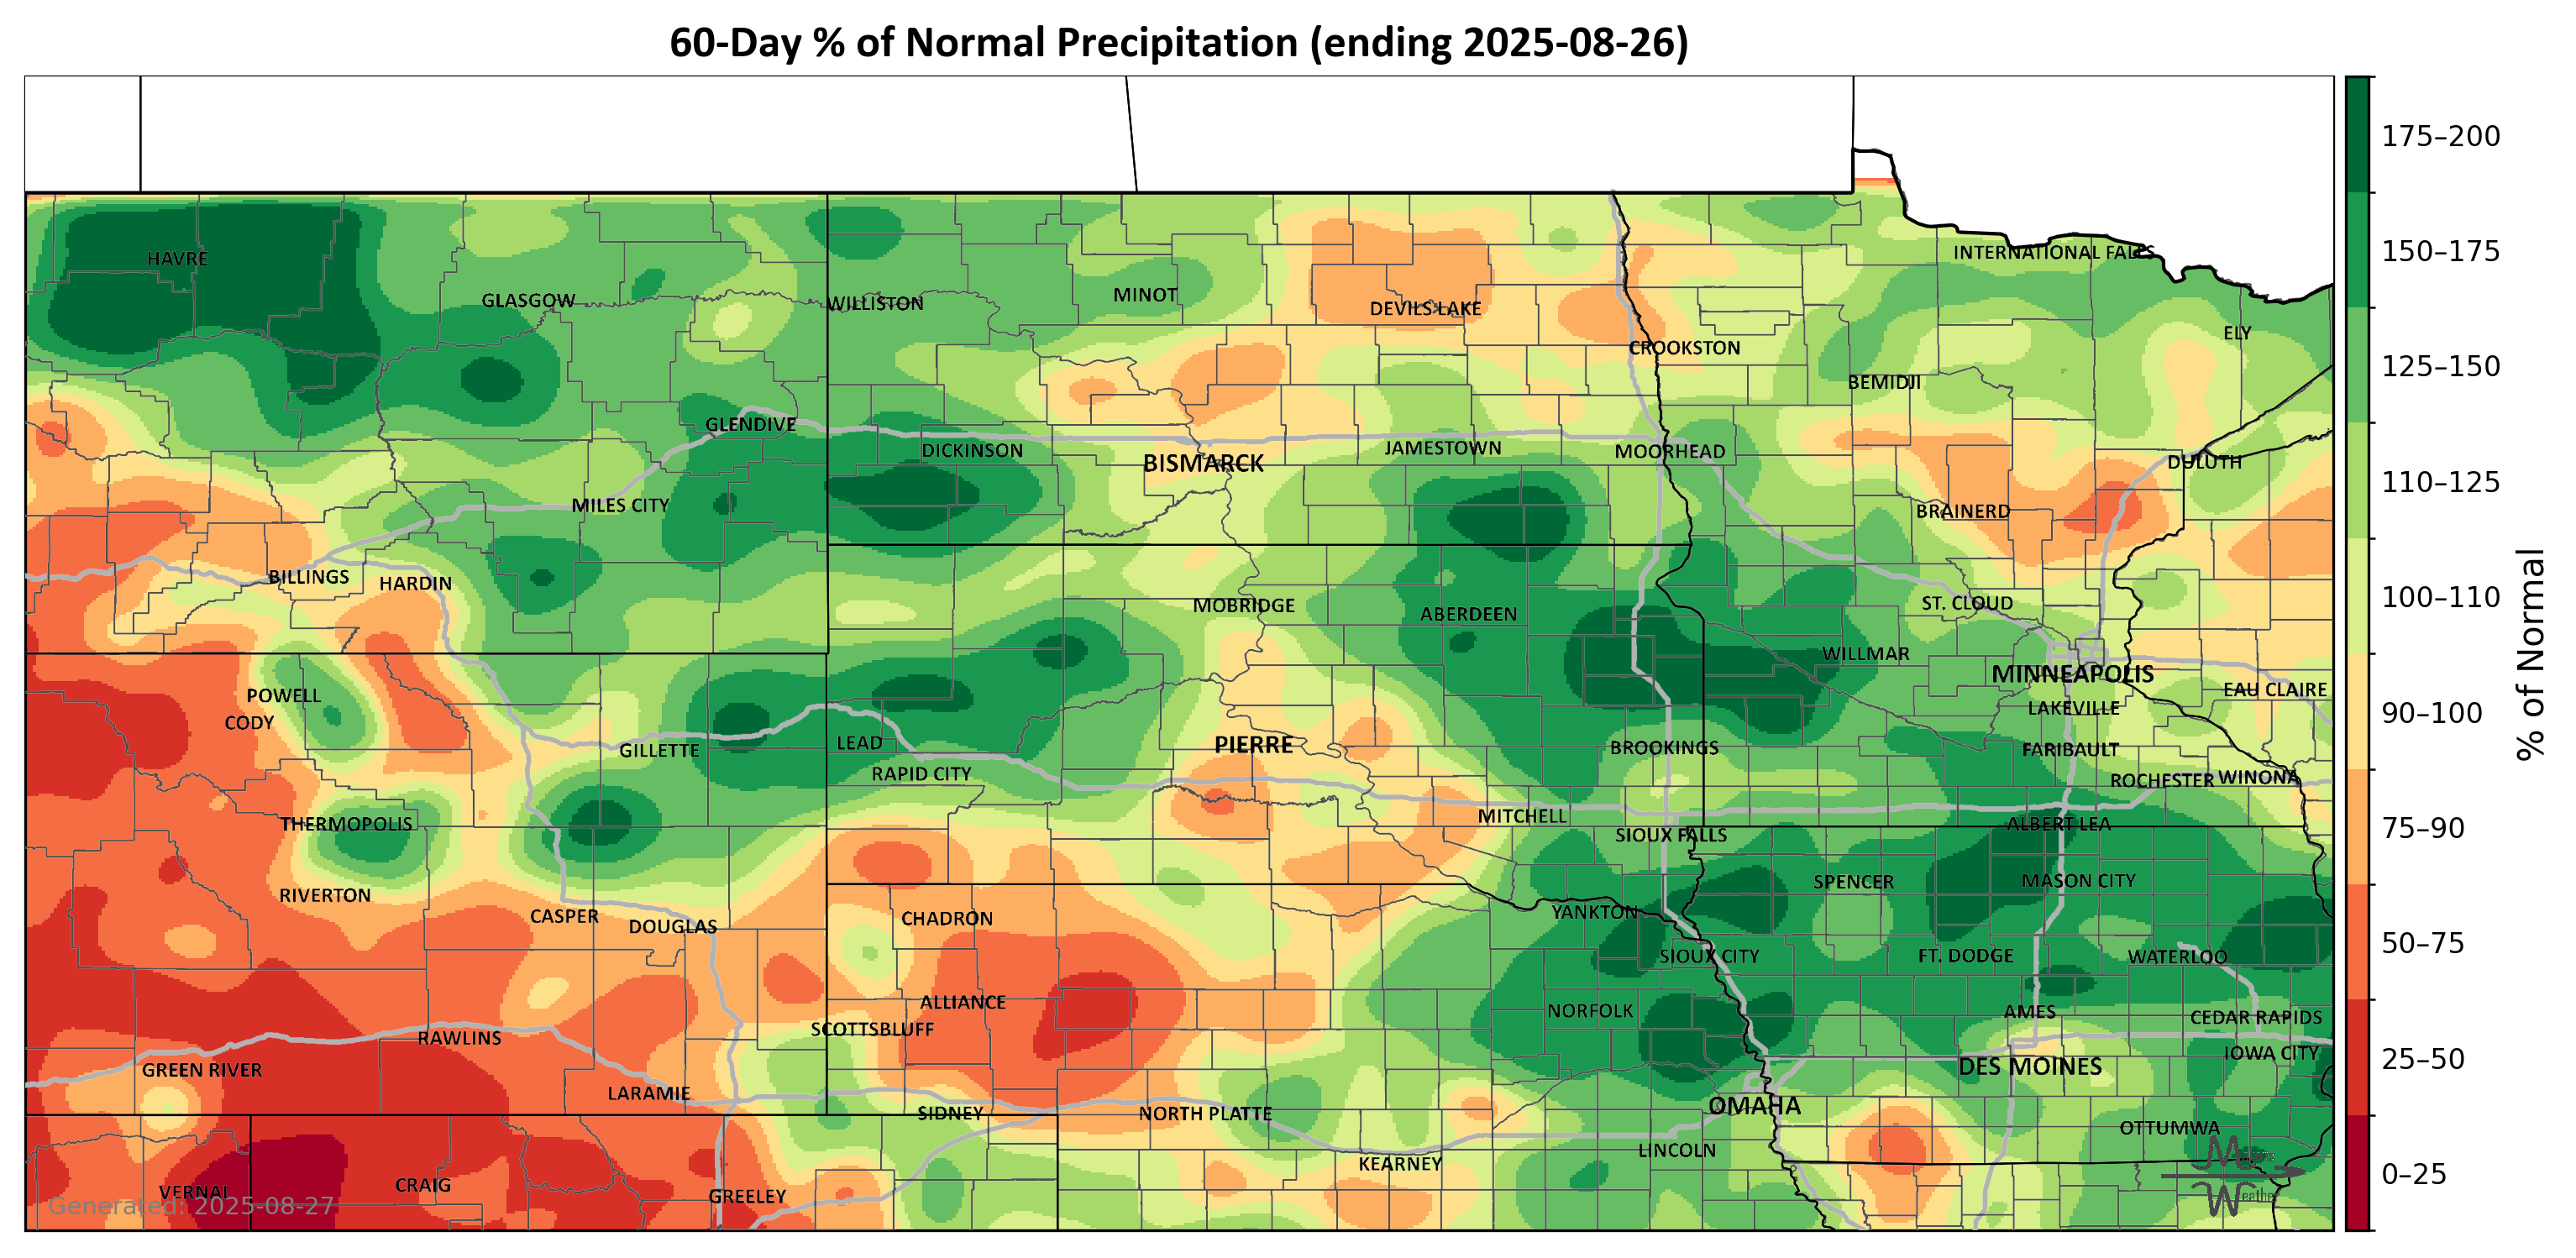 60-Day % of Normal Precipitation (ending 2025-08-26)
175–200
150–175
125–150
110–125
100–110
90–100
75–90
50–75
25–50
0–25
% of Normal
HAVRE
GLASGOW
WILLISTON
MINOT
DEVILS LAKE
CROOKSTON
INTERNATIONAL FALLS
ELY
BEMIDJI
GLENDIVE
DICKINSON
BISMARCK
JAMESTOWN
MOORHEAD
DULUTH
MILES CITY
BRAINERD
BILLINGS
HARDIN
MOBRIDGE
ABERDEEN
ST. CLOUD
WILLMAR
MINNEAPOLIS
EAU CLAIRE
POWELL
CODY
LAKEVILLE
GILLETTE
LEAD
PIERRE
BROOKINGS
FARIBAULT
RAPID CITY
ROCHESTER
WINONA
THERMOPOLIS
MITCHELL
SIOUX FALLS
ALBERT LEA
RIVERTON
SPENCER
MASON CITY
CASPER
DOUGLAS
CHADRON
YANKTON
SIOUX CITY
FT. DODGE
WATERLOO
ALLIANCE
NORFOLK
AMES
CEDAR RAPIDS
SCOTTSBLUFF
RAWLINS
IOWA CITY
GREEN RIVER
DES MOINES
LARAMIE
SIDNEY
NORTH PLATTE
OMAHA
OTTUMWA
LINCOLN
KEARNEY
VERNAL
CRAIG
GREELEY
Generated: 2025-08-27
Weather